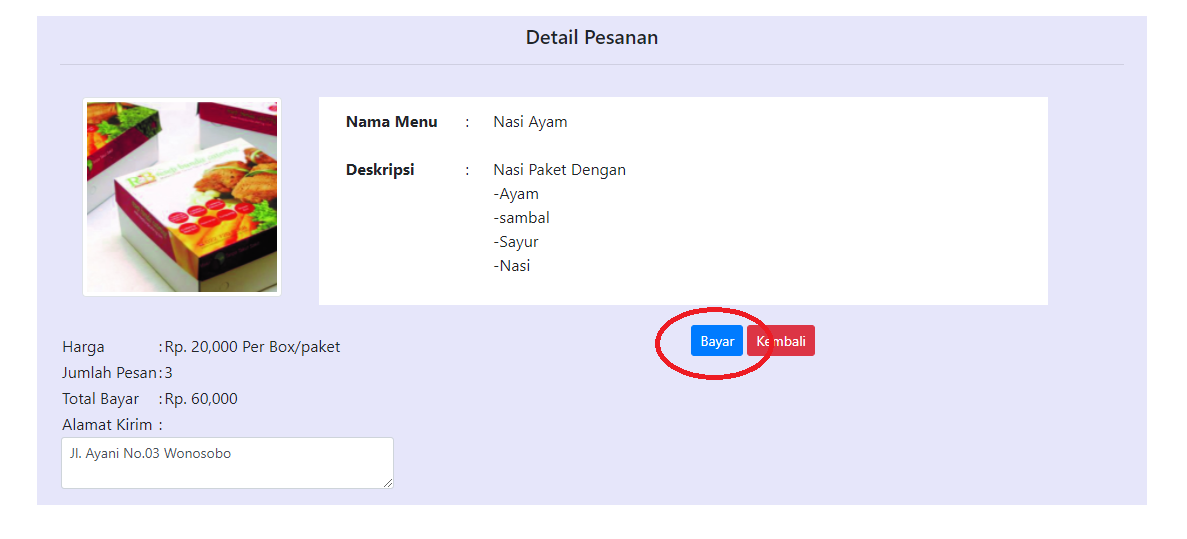 Detail Pesanan
Nama Menu : Nasi Ayam
Deskripsi : Nasi Paket Dengan
-Ayam
-sambal
-Sayur
-Nasi
Bayar Kembali
Harga :Rp. 20,000 Per Box/paket
Jumlah Pesan:3
Total Bayar :Rp. 60,000
Alamat Kirim :
Jl. Ayani No.03 Wonosobo